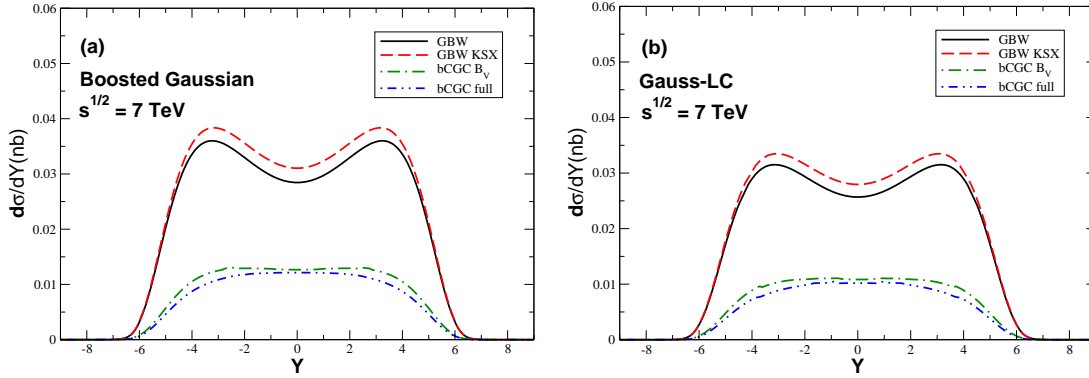 (a)
Boosted Gaussian
s^{1/2} = 7 TeV
GBW
GBW KSX
bCGC B_V
bCGC full
dσ/dY(nb)
0.06
0.05
0.04
0.03
0.02
0.01
0
-8 -6 -4 -2 0 2 4 6 8
Y
(b)
Gauss-LC
s^{1/2} = 7 TeV
GBW
GBW KSX
bCGC B_V
bCGC full
dσ/dY(nb)
0.06
0.05
0.04
0.03
0.02
0.01
0
-8 -6 -4 -2 0 2 4 6 8
Y